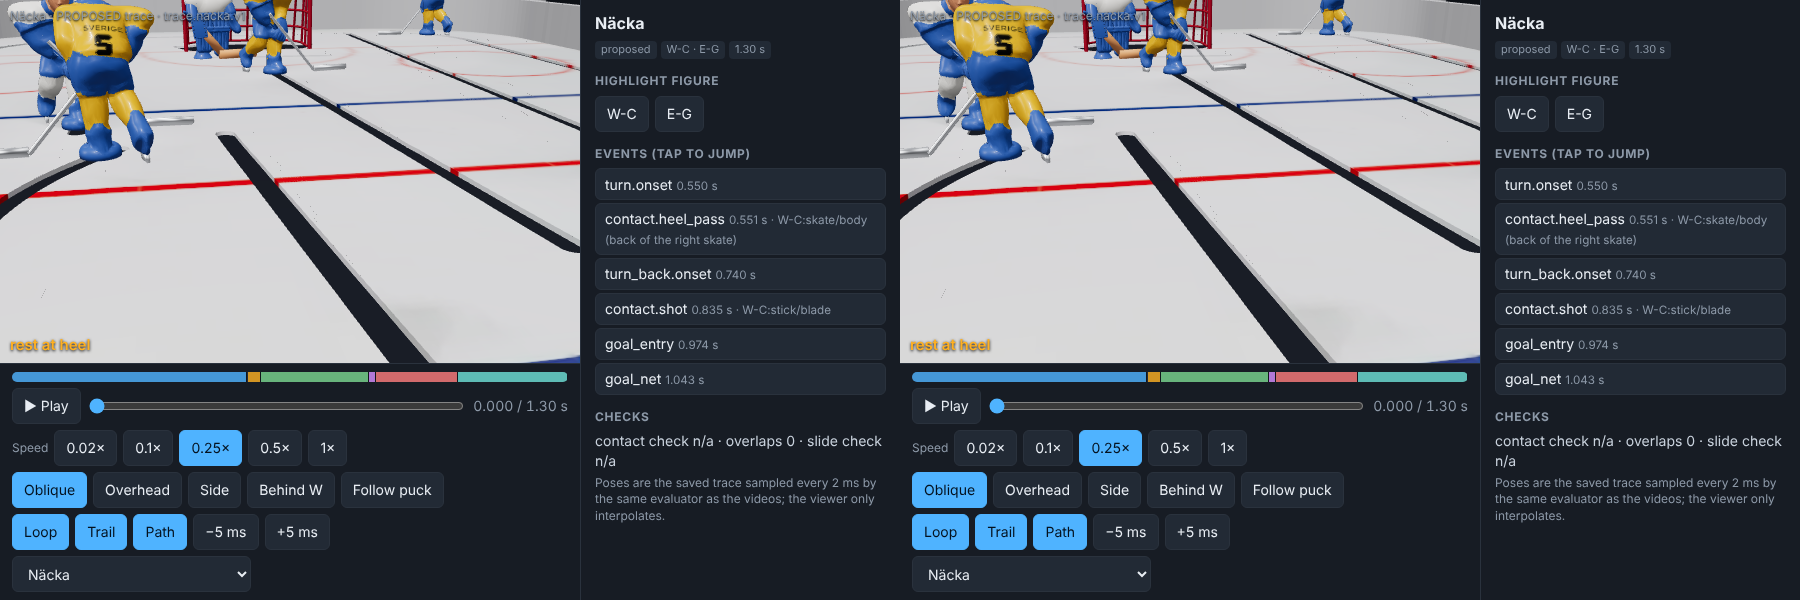 Näcka · PROPOSED trace · trace.nacka.v1
SVERIGE
5
rest at heel
▶ Play
0.000 / 1.30 s
Speed
0.02×
0.1×
0.25×
0.5×
1×
Oblique
Overhead
Side
Behind W
Follow puck
Loop
Trail
Path
−5 ms
+5 ms
Näcka
Näcka
proposed
W-C · E-G
1.30 s
HIGHLIGHT FIGURE
W-C
E-G
EVENTS (TAP TO JUMP)
turn.onset 0.550 s
contact.heel_pass 0.551 s · W-C:skate/body
(back of the right skate)
turn_back.onset 0.740 s
contact.shot 0.835 s · W-C:stick/blade
goal_entry 0.974 s
goal_net 1.043 s
CHECKS
contact check n/a · overlaps 0 · slide check
n/a
Poses are the saved trace sampled every 2 ms by
the same evaluator as the videos; the viewer only
interpolates.
Näcka · PROPOSED trace · trace.nacka.v1
SVERIGE
5
rest at heel
▶ Play
0.000 / 1.30 s
Speed
0.02×
0.1×
0.25×
0.5×
1×
Oblique
Overhead
Side
Behind W
Follow puck
Loop
Trail
Path
−5 ms
+5 ms
Näcka
Näcka
proposed
W-C · E-G
1.30 s
HIGHLIGHT FIGURE
W-C
E-G
EVENTS (TAP TO JUMP)
turn.onset 0.550 s
contact.heel_pass 0.551 s · W-C:skate/body
(back of the right skate)
turn_back.onset 0.740 s
contact.shot 0.835 s · W-C:stick/blade
goal_entry 0.974 s
goal_net 1.043 s
CHECKS
contact check n/a · overlaps 0 · slide check
n/a
Poses are the saved trace sampled every 2 ms by
the same evaluator as the videos; the viewer only
interpolates.